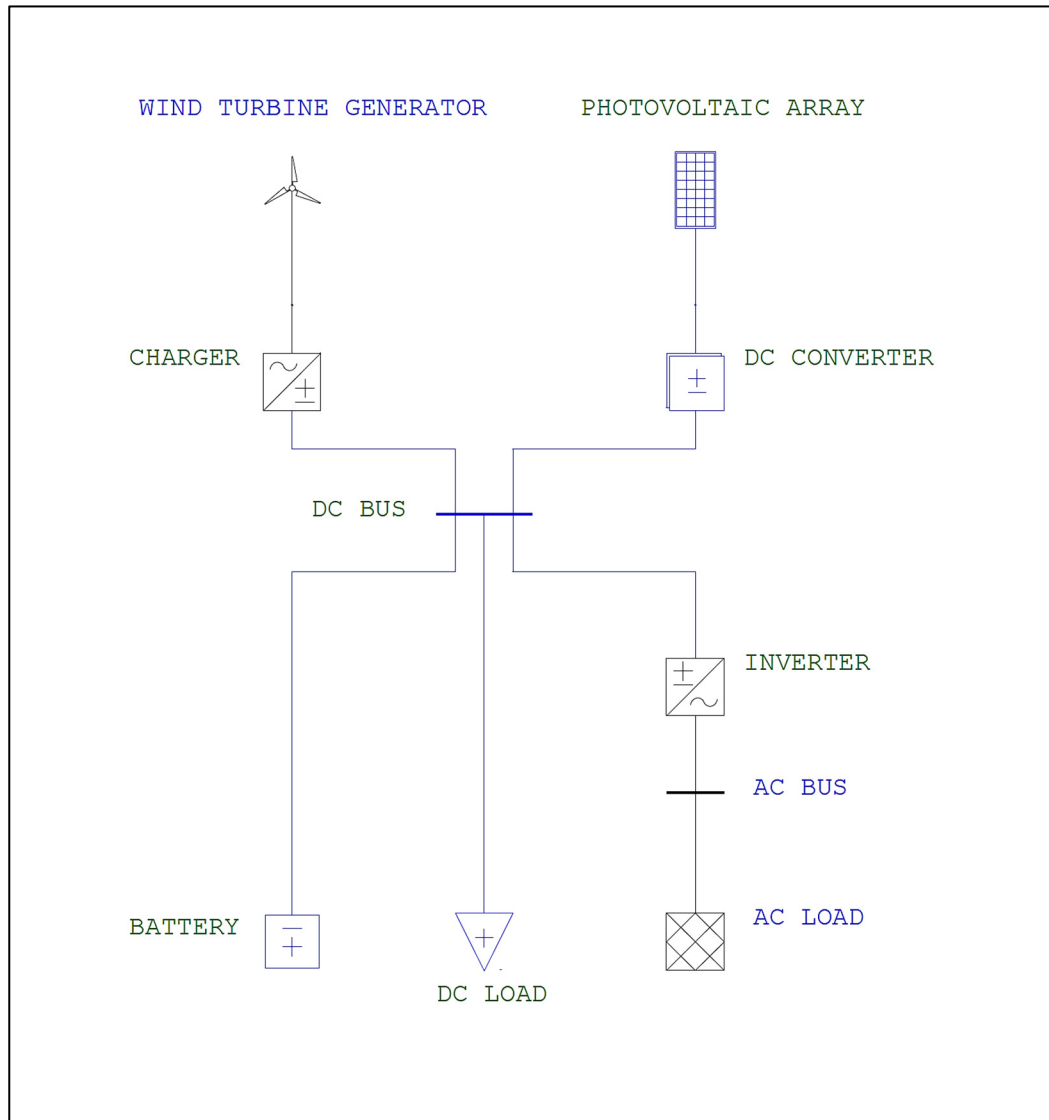 WIND TURBINE GENERATOR
PHOTOVOLTAIC ARRAY
CHARGER
DC CONVERTER
DC BUS
INVERTER
AC BUS
BATTERY
AC LOAD
DC LOAD